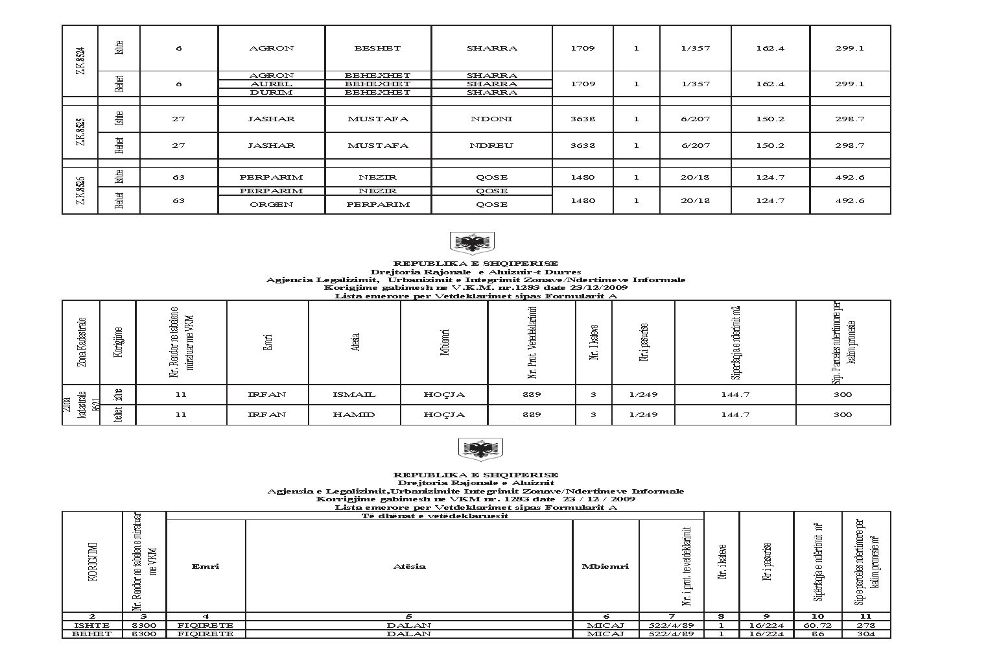 Z.K.8524 Ishte 6 AGRON BESHET SHARRA 1709 1 1/357 162.4 299.1
Behet 6 AGRON BEHEXHET SHARRA 1709 1 1/357 162.4 299.1
AUREL BEHEXHET SHARRA
DURIM BEHEXHET SHARRA
Z.K.8525 Ishte 27 JASHAR MUSTAFA NDONI 3638 1 6/207 150.2 298.7
Behet 27 JASHAR MUSTAFA NDREU 3638 1 6/207 150.2 298.7
Z.K.8526 Ishte 63 PERPARIM NEZIR QOSE 1480 1 20/18 124.7 492.6
Behet 63 PERPARIM NEZIR QOSE 1480 1 20/18 124.7 492.6
ORGEN PERPARIM QOSE
REPUBLIKA E SHQIPERISE
Drejtoria Rajonale e Aluiznir-t Durres
Agjencia Legalizimit, Urbanizimit e Integrimit Zonave/Ndertimeve Informale
Korigjime gabimesh ne V.K.M. nr.1283 date 23/12/2009
Lista emerore per Vetdeklarimet sipas Formularit A
Zona Kadastrale
Korigjime
Nr. Rendor ne tabelen e
miratuar me VKM
Emri
Atesia
Mbiemri
Nr. Prot. Vetedeklarimit
Nr. I kateve
Nr.i pasurise
Siperfaqja e nderimit m2
Sip. Parceles ndertimore per
kalim pronesie
Zona
kadastrale
8621
ishte 11 IRFAN ISMAIL HOÇJA 889 3 1/249 144.7 300
behet 11 IRFAN HAMID HOÇJA 889 3 1/249 144.7 300
REPUBLIKA E SHQIPERISE
Drejtoria Rajonale e Aluiznit
Agjensia e Legalizimit,Urbanizimite Integrimit Zonave/Ndertimeve Informale
Korrigjime gabimesh ne VKM nr. 1283 date 23 / 12 / 2009
Lista emerore per Vetdeklarimet sipas Formularit A
KORIGJIMI
Nr. Rendor ne tabelen e miratuar
me VKM
Të dhënat e vetëdeklaruesit
Emri
Atësia
Mbiemri
Nr. i prot. te vetdeklarimit
Nr. i kateve
Nr i pasurise
Sipërfaqja e ndërtimit m²
Sip e parceles ndertimore per
kalim pronesie m²
2 3 4 5 6 7 8 9 10 11
ISHTE 8300 FIQIRETE DALAN MICAJ 522/4/89 1 16/224 60.72 278
BEHET 8300 FIQIRETE DALAN MICAJ 522/4/89 1 16/224 86 304